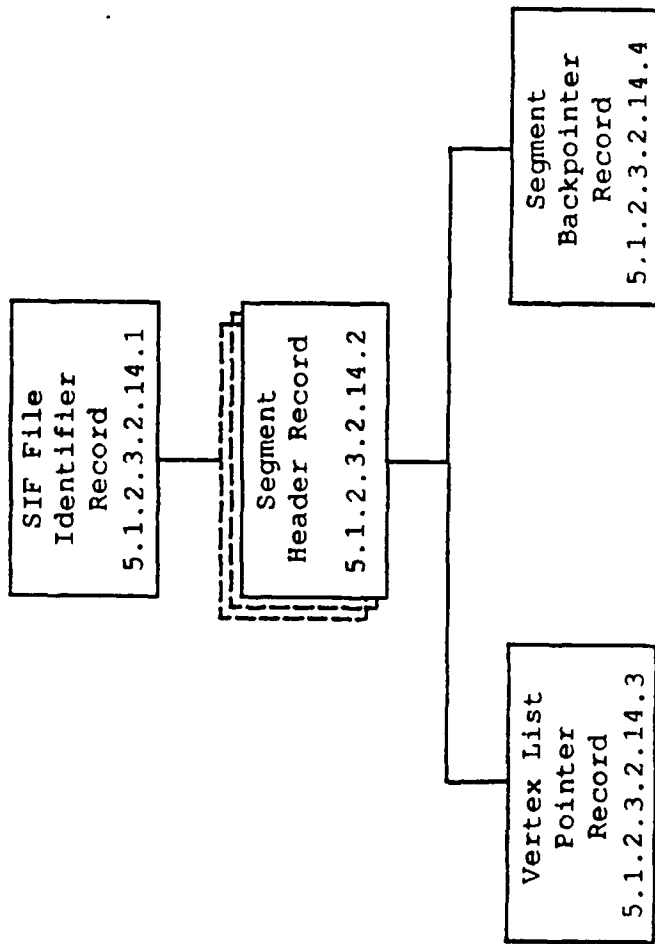 SIF File
Identifier
Record
5.1.2.3.2.14.1
Segment
Header Record
5.1.2.3.2.14.2
Vertex List
Pointer
Record
5.1.2.3.2.14.3
Segment
Backpointer
Record
5.1.2.3.2.14.4